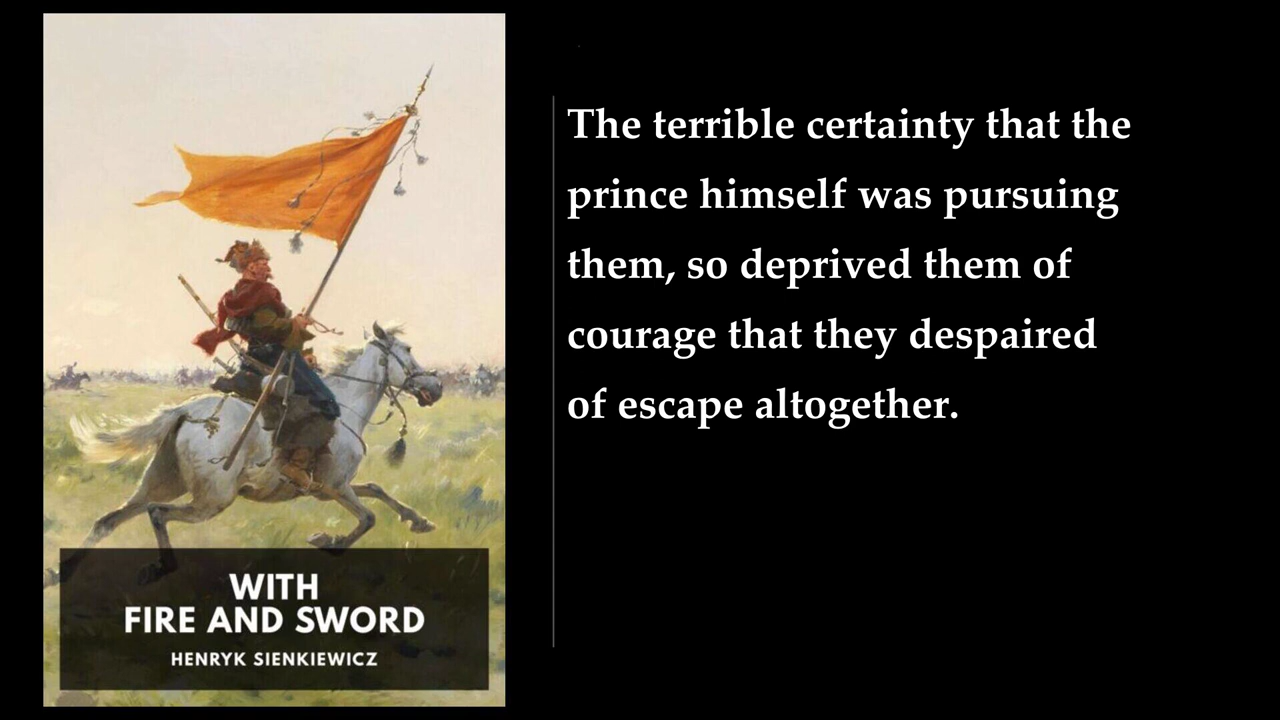 The terrible certainty that the
prince himself was pursuing
them, so deprived them of
courage that they despaired
of escape altogether.
WITH
FIRE AND SWORD
HENRYK SIENKIEWICZ